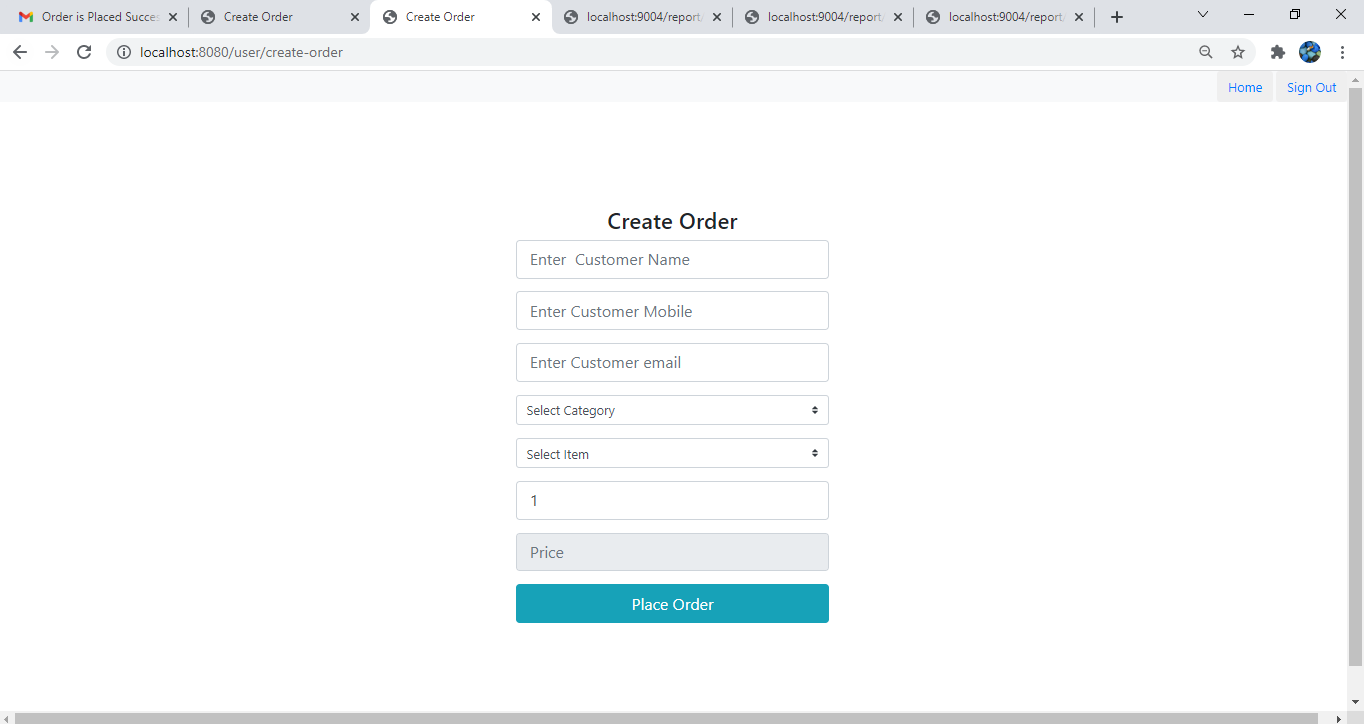 Order is Placed Succes
Create Order
Create Order
localhost:9004/report/
localhost:9004/report/
localhost:9004/report/
localhost:8080/user/create-order
Home
Sign Out
Create Order
Enter  Customer Name
Enter Customer Mobile
Enter Customer email
Select Category
Select Item
1
Price
Place Order